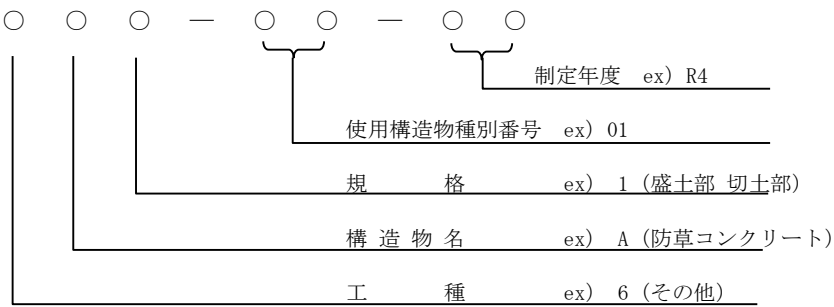 ○ ○ ○ ― ○ ○ ― ○ ○
制定年度 ex) R4
使用構造物種別番号 ex) 01
規 格 ex) 1 (盛土部 切土部)
構 造 物 名 ex) A (防草コンクリート)
工 種 ex) 6 (その他)